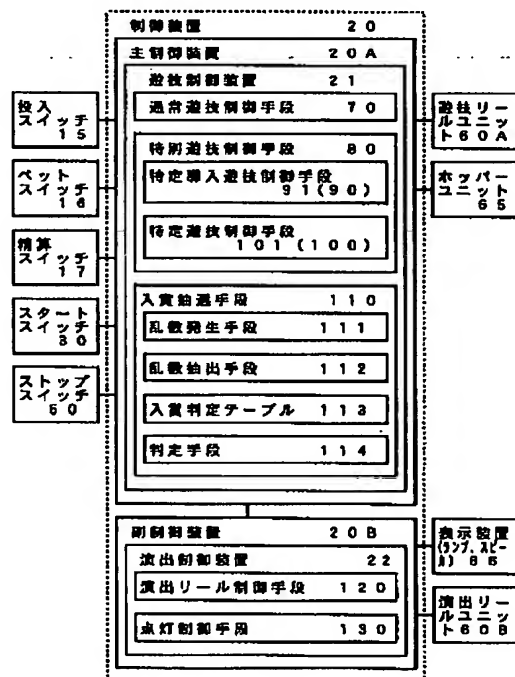 制御装置 20
主制御装置 20A
遊技制御装置 21
通常遊技制御手段 70
特別遊技制御手段 80
特定導入遊技制御手段
91(90)
特定遊技制御手段
101(100)
入賞抽選手段 110
乱数発生手段 111
乱数抽出手段 112
入賞判定テーブル 113
判定手段 114
副制御装置 20B
演出制御装置 22
演出リール制御手段 120
点灯制御手段 130
投入
スイッチ
15
ベット
スイッチ
16
精算
スイッチ
17
スタート
スイッチ
30
ストップ
スイッチ
50
遊技リー
ルユニッ
ト60A
ホッパー
ユニット
65
表示装置
演出リー
ルユニッ
ト60B